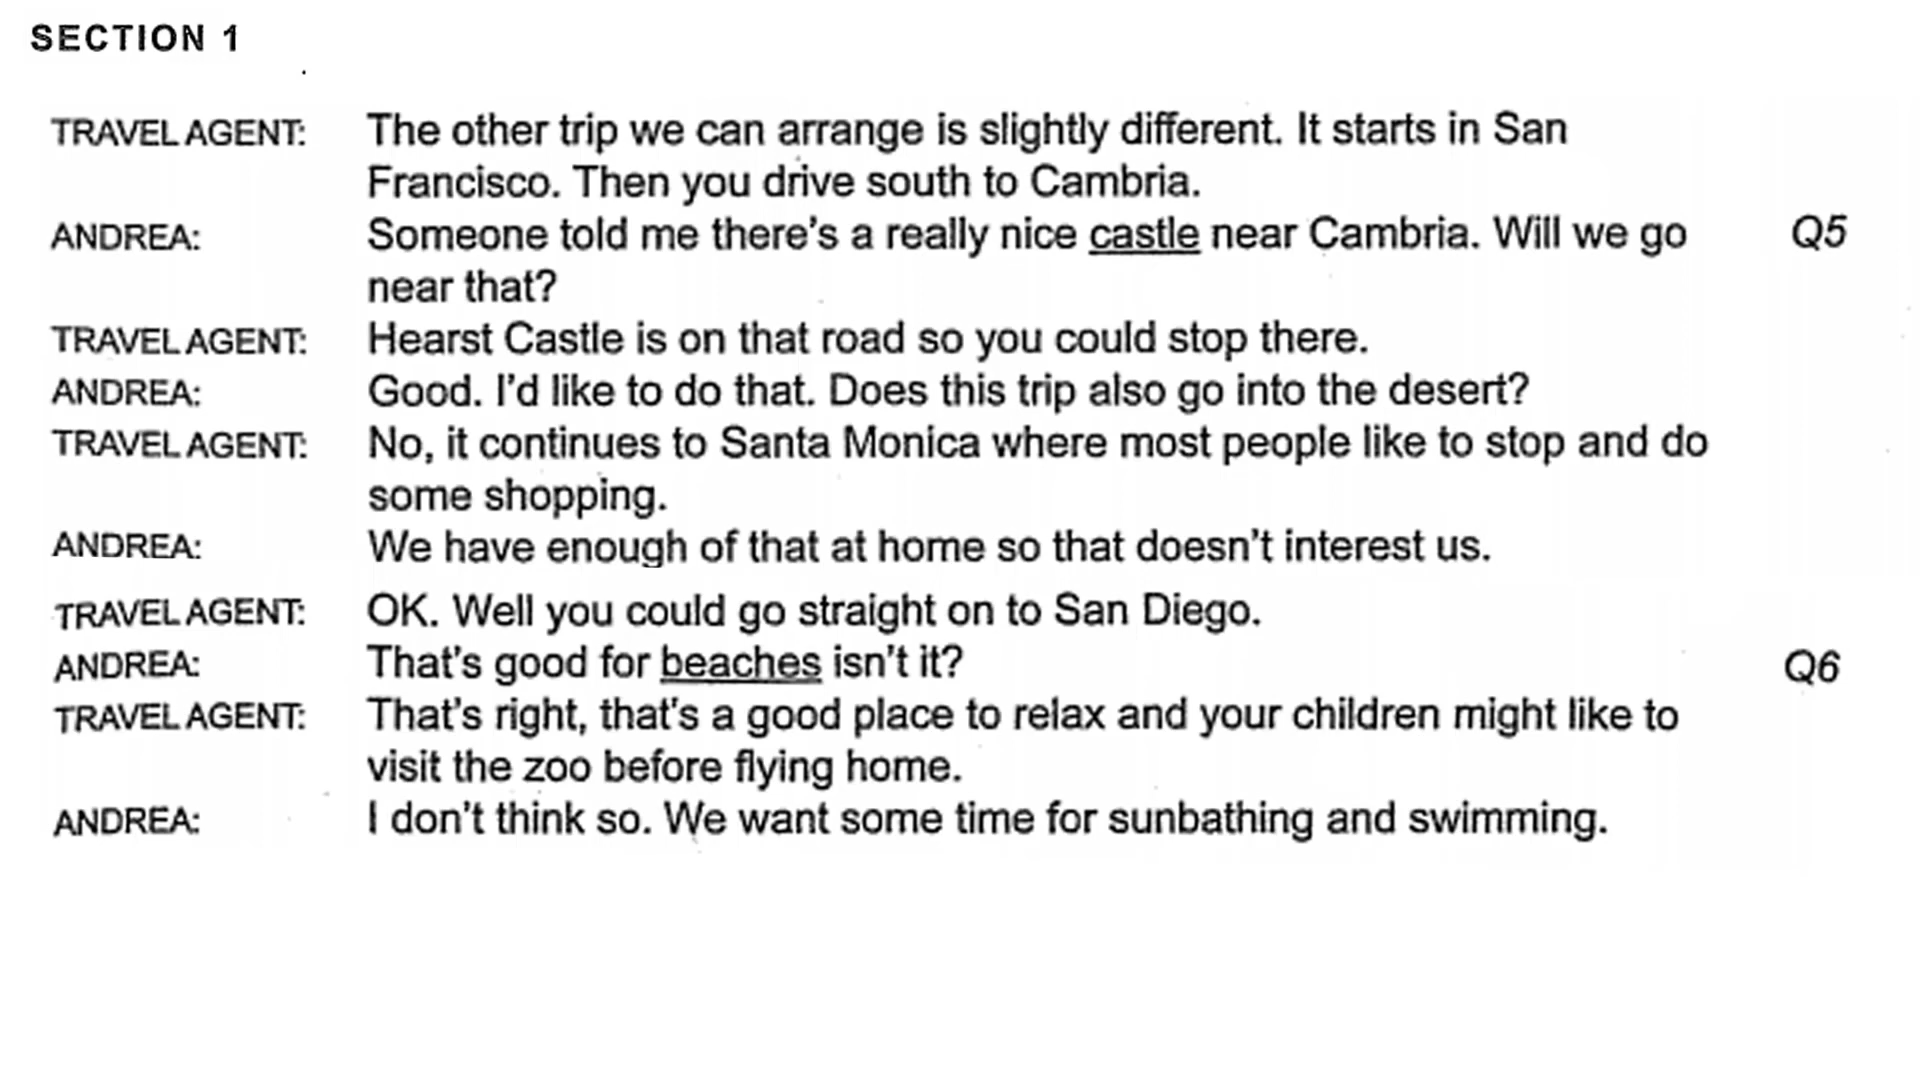 SECTION 1
TRAVEL AGENT: The other trip we can arrange is slightly different. It starts in San
Francisco. Then you drive south to Cambria.
ANDREA: Someone told me there's a really nice castle near Cambria. Will we go Q5
near that?
TRAVEL AGENT: Hearst Castle is on that road so you could stop there.
ANDREA: Good. I'd like to do that. Does this trip also go into the desert?
TRAVEL AGENT: No, it continues to Santa Monica where most people like to stop and do
some shopping.
ANDREA: We have enough of that at home so that doesn't interest us.
TRAVEL AGENT: OK. Well you could go straight on to San Diego.
ANDREA: That's good for beaches isn't it? Q6
TRAVEL AGENT: That's right, that's a good place to relax and your children might like to
visit the zoo before flying home.
ANDREA: I don't think so. We want some time for sunbathing and swimming.